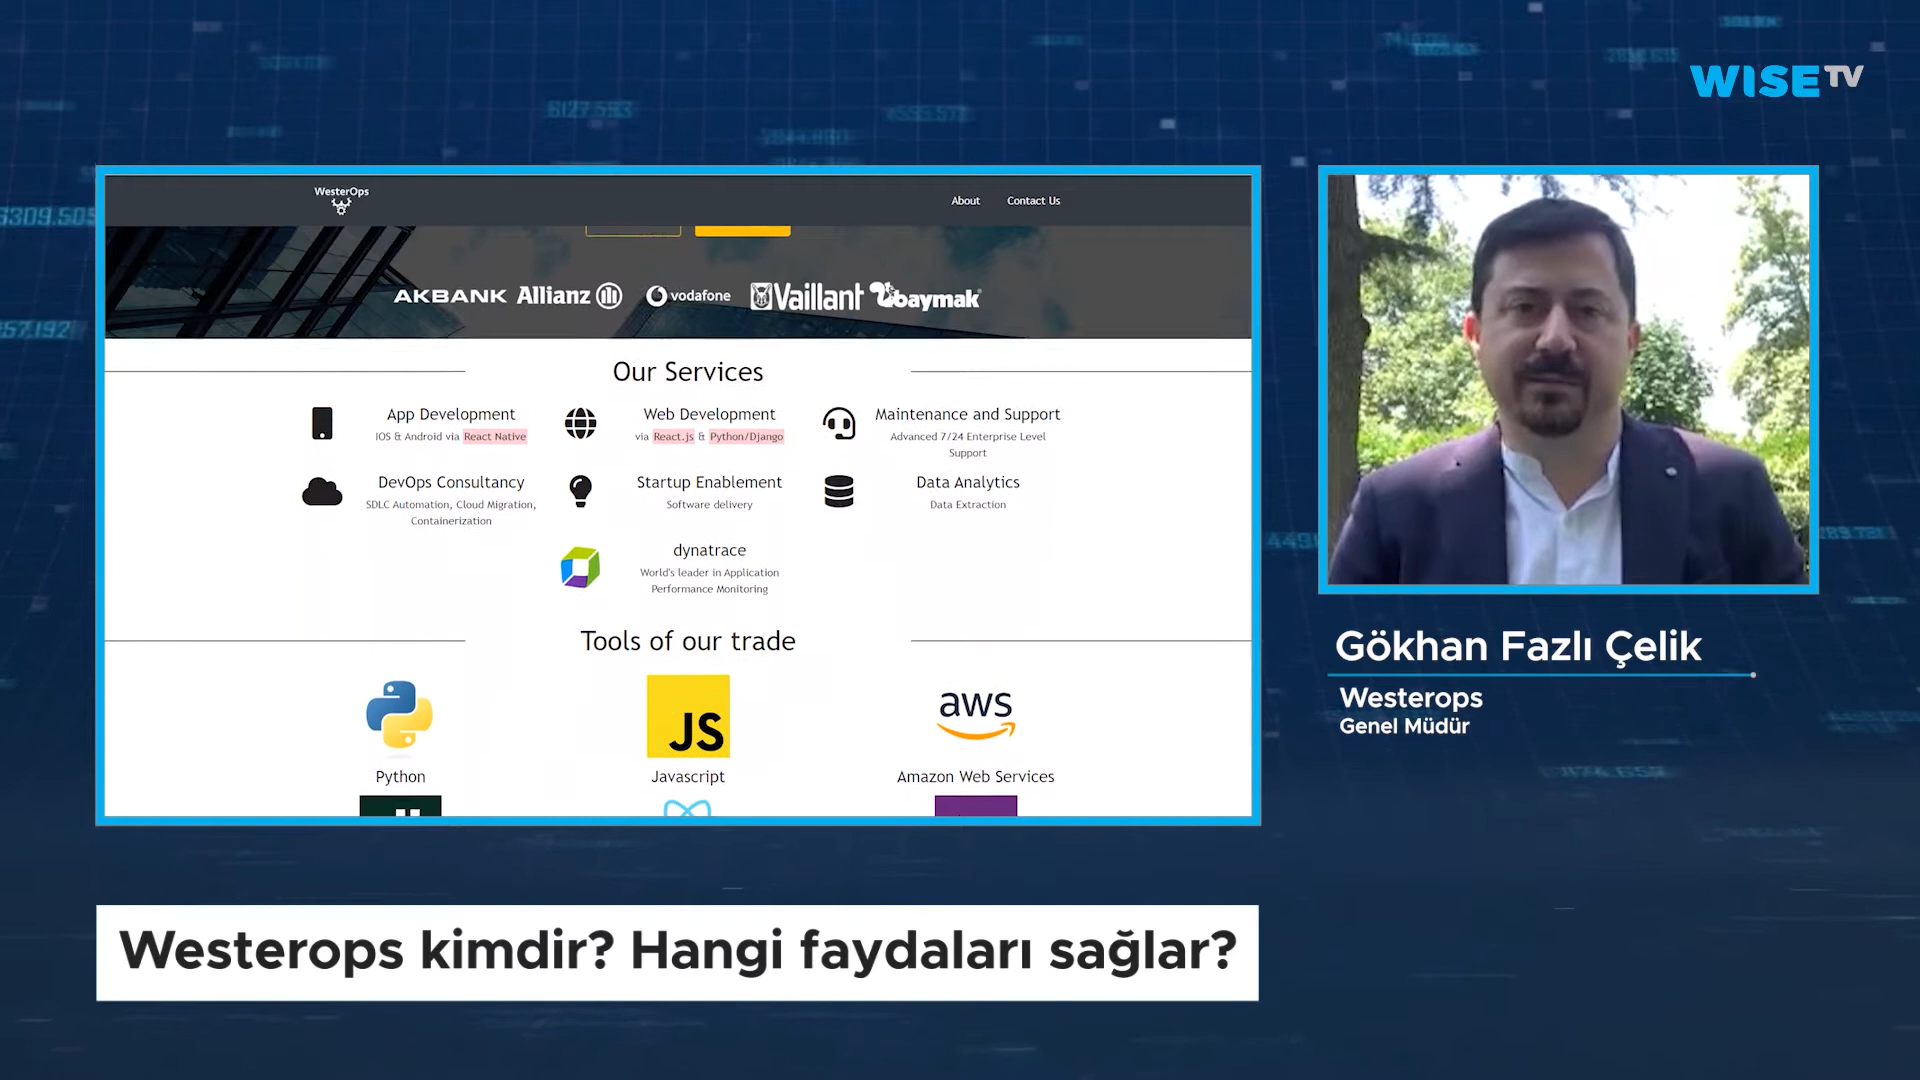 WISE TV
WesterOps
About
Contact Us
AKBANK Allianz vodafone Vaillant baymak
Our Services
App Development
IOS & Android via React Native
Web Development
via React.js & Python/Django
Maintenance and Support
Advanced 7/24 Enterprise Level
Support
DevOps Consultancy
SDLC Automation, Cloud Migration,
Containerization
Startup Enablement
Software delivery
Data Analytics
Data Extraction
dynatrace
World's leader in Application
Performance Monitoring
Tools of our trade
JS
aws
Python
Javascript
Amazon Web Services
Gökhan Fazlı Çelik
Westerops
Genel Müdür
Westerops kimdir? Hangi faydaları sağlar?